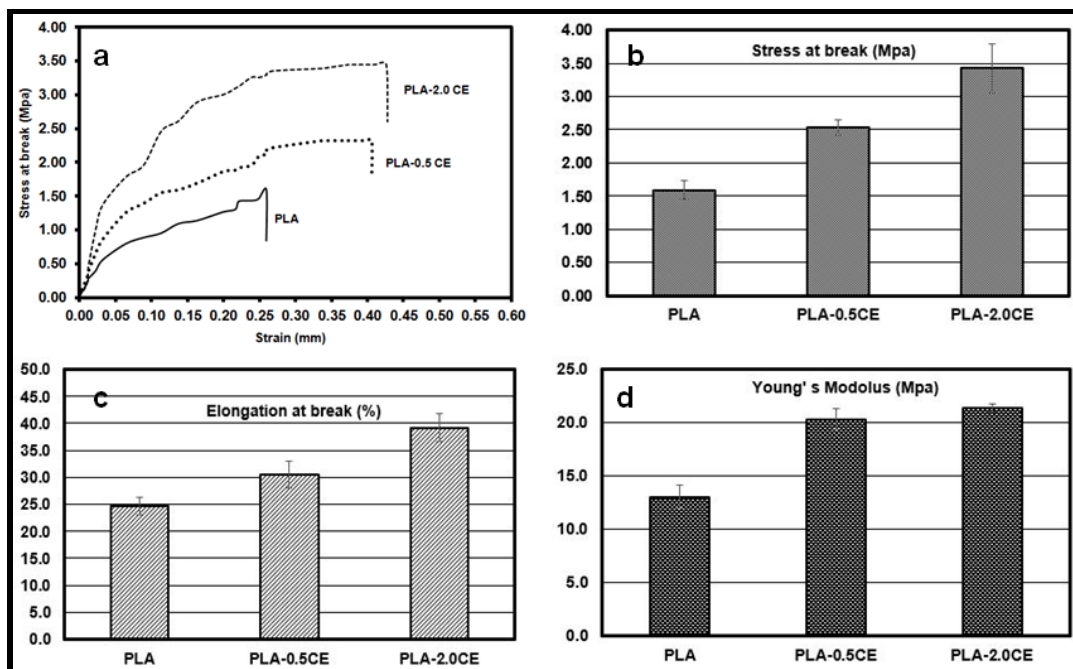 a
Stress at break (Mpa)
4.00
3.50
3.00
2.50
2.00
1.50
1.00
0.50
0.00
PLA-2.0 CE
PLA-0.5 CE
PLA
0.00 0.05 0.10 0.15 0.20 0.25 0.30 0.35 0.40 0.45 0.50 0.55 0.60
Strain (mm)
b
Stress at break (Mpa)
4.00
3.50
3.00
2.50
2.00
1.50
1.00
0.50
0.00
PLA PLA-0.5CE PLA-2.0CE
c
Elongation at break (%)
50.0
45.0
40.0
35.0
30.0
25.0
20.0
15.0
10.0
5.0
0.0
PLA PLA-0.5CE PLA-2.0CE
d
Young' s Modolus (Mpa)
25.0
20.0
15.0
10.0
5.0
0.0
PLA PLA-0.5CE PLA-2.0CE